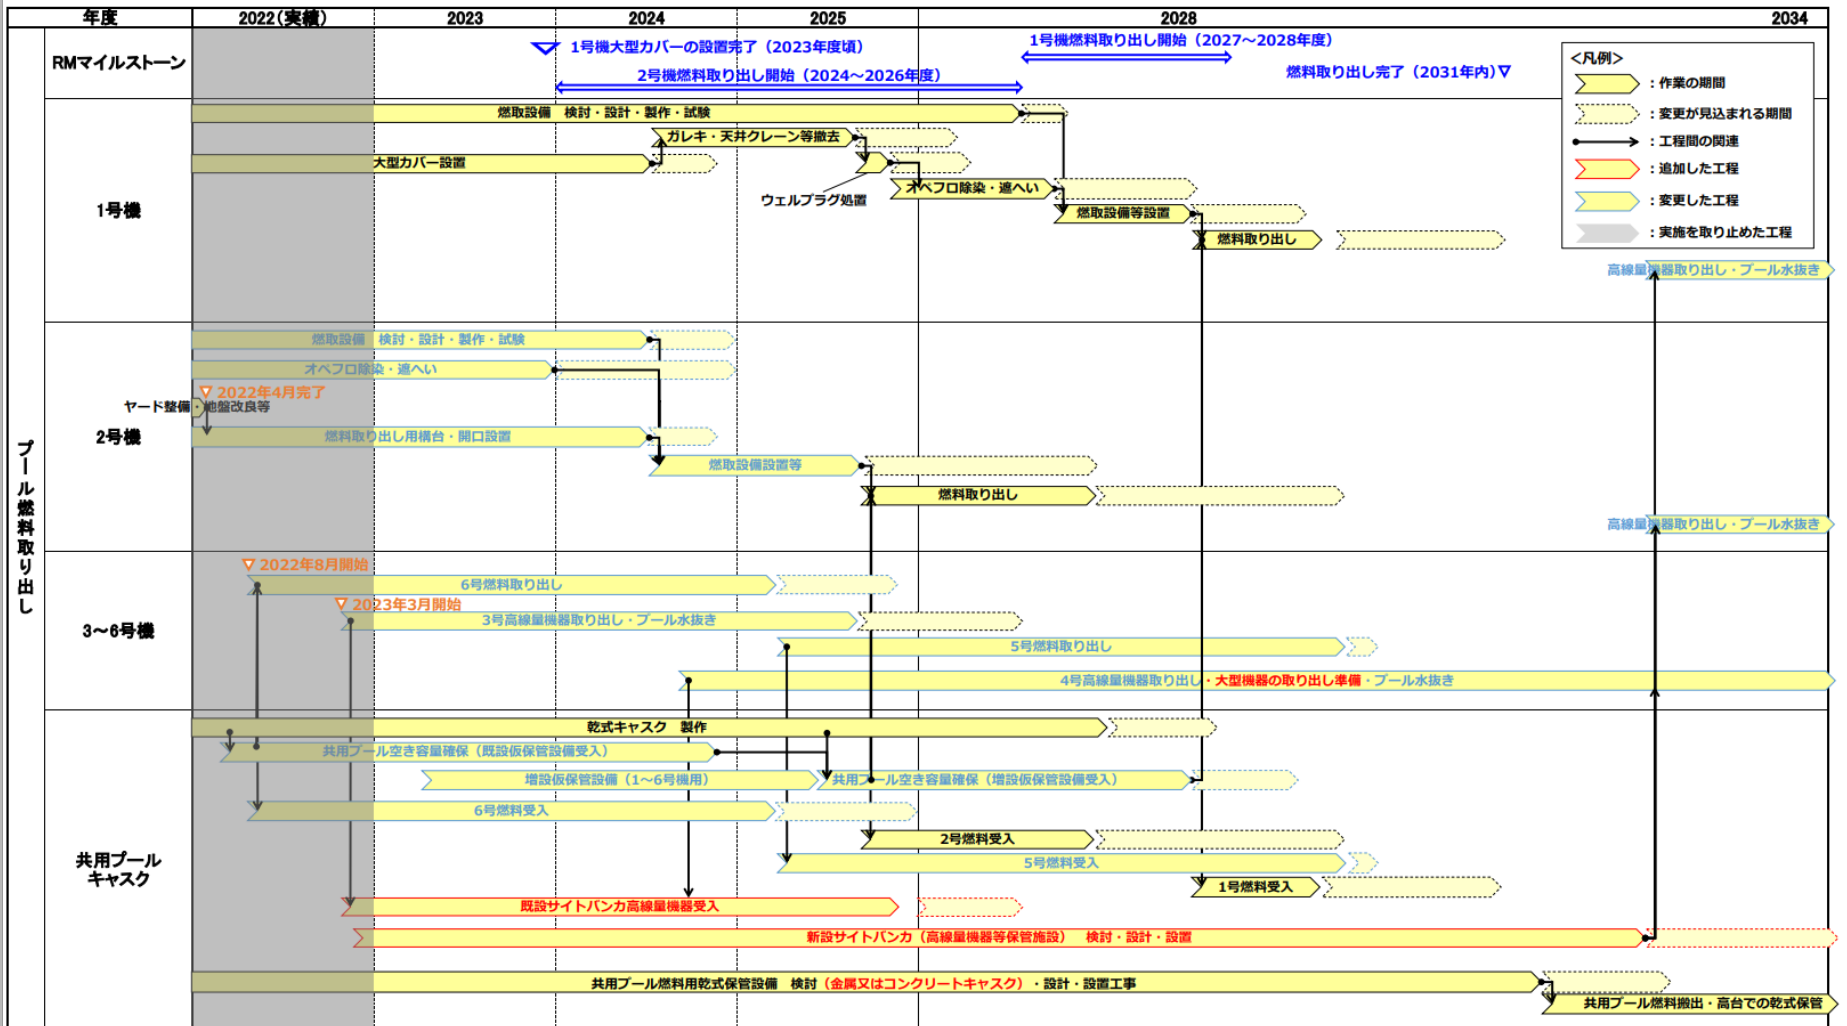 年度 2022(実績) 2023 2024 2025 2028 2034
RMマイルストーン
1号機大型カバーの設置完了（2023年度頃）
1号機燃料取り出し開始（2027～2028年度）
2号機燃料取り出し開始（2024～2026年度）
燃料取り出し完了（2031年内）
＜凡例＞
：作業の期間
：変更が見込まれる期間
：工程間の関連
：追加した工程
：変更した工程
：実施を取り止めた工程
プール燃料取り出し
1号機
燃取設備　検討・設計・製作・試験
ガレキ・天井クレーン等撤去
大型カバー設置
ウェルプラグ処置
オペフロ除染・遮へい
燃取設備等設置
燃料取り出し
高線量機器取り出し・プール水抜き
2号機
燃取設備　検討・設計・製作・試験
オペフロ除染・遮へい
2022年4月完了
ヤード整備・地盤改良等
燃料取り出し用構台・開口設置
燃取設備設置等
燃料取り出し
高線量機器取り出し・プール水抜き
3～6号機
2022年8月開始
6号燃料取り出し
2023年3月開始
3号高線量機器取り出し・プール水抜き
5号燃料取り出し
4号高線量機器取り出し・大型機器の取り出し準備・プール水抜き
共用プール
キャスク
乾式キャスク　製作
共用プール空き容量確保（既設仮保管設備受入）
増設仮保管設備（1～6号機用）
共用プール空き容量確保（増設仮保管設備受入）
6号燃料受入
2号燃料受入
5号燃料受入
1号燃料受入
既設サイトバンカ高線量機器受入
新設サイトバンカ（高線量機器等保管施設）　検討・設計・設置
共用プール燃料用乾式保管設備　検討（金属又はコンクリートキャスク）・設計・設置工事
共用プール燃料搬出・高台での乾式保管